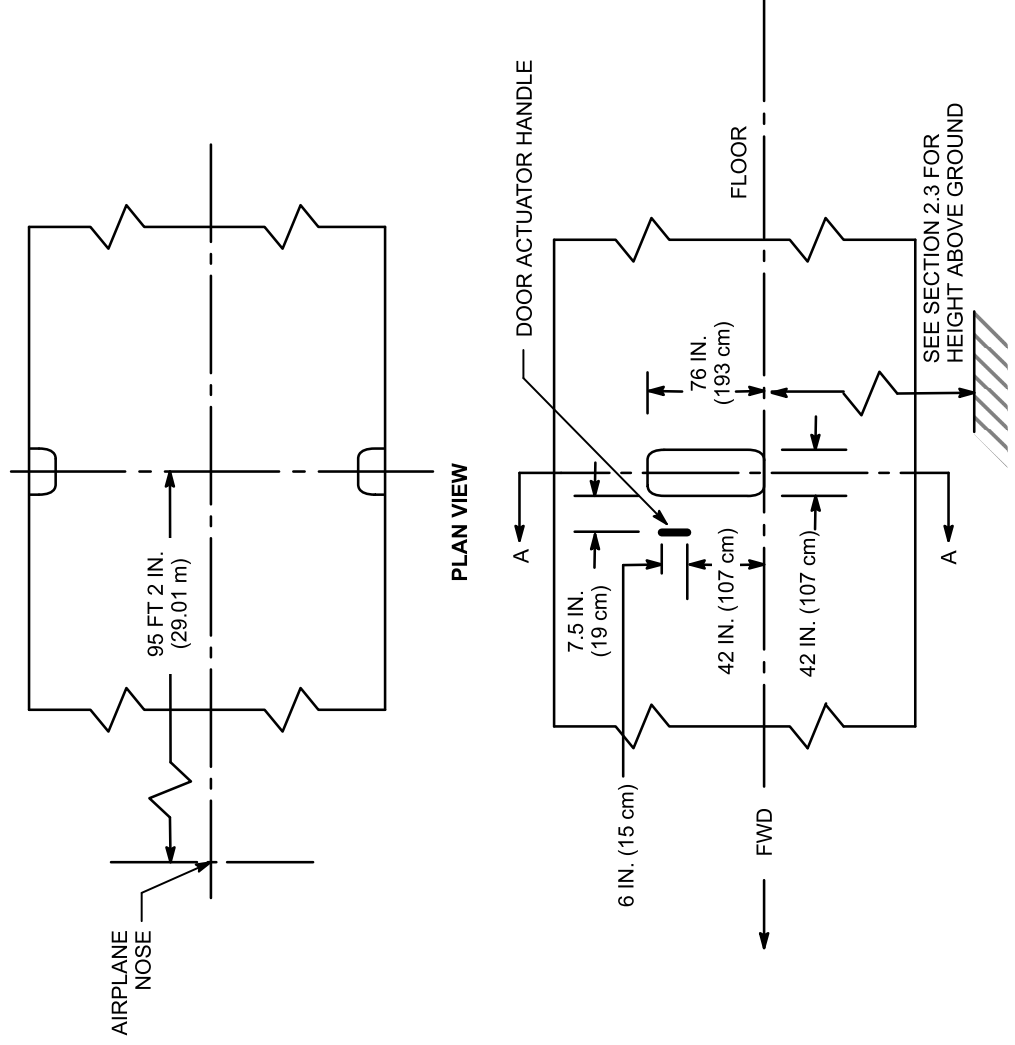 AIRPLANE
NOSE
95 FT 2 IN.
(29.01 m)
PLAN VIEW
DOOR ACTUATOR HANDLE
A
7.5 IN.
(19 cm)
6 IN. (15 cm)
76 IN.
(193 cm)
42 IN. (107 cm)
FLOOR
FWD
42 IN. (107 cm)
A
SEE SECTION 2.3 FOR
HEIGHT ABOVE GROUND